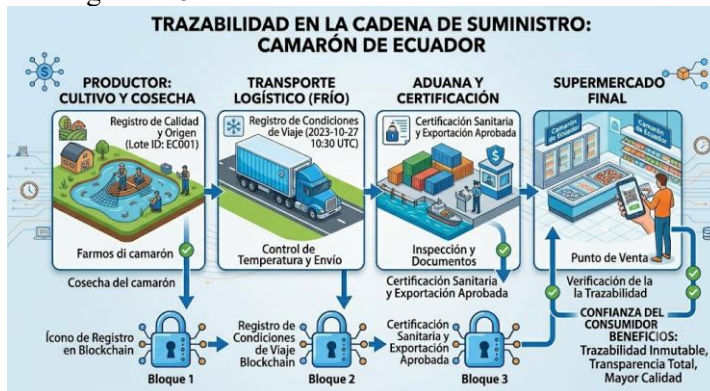 TRAZABILIDAD EN LA CADENA DE SUMINISTRO:
CAMARÓN DE ECUADOR
PRODUCTOR:
CULTIVO Y COSECHA
Registro de Calidad
y Origen
(Lote ID: EC001)
Farmos di camarón
Cosecha del camarón
TRANSPORTE
LOGÍSTICO (FRÍO)
Registro de Condiciones
de Viaje (2023-10-27
10:30 UTC)
Control de
Temperatura y Envío
ADUANA Y
CERTIFICACIÓN
Certificación Sanitaria
y Exportación Aprobada
Inspección y
Documentos
Certificación Sanitaria
y Exportación Aprobada
SUPERMERCADO
FINAL
Camarón
de Ecuador
Camarón
de Ecuador
Punto de Venta
Verificación de la
la Trazabilidad
CONFIANZA DEL
CONSUMIDOR
BENEFICIOS:
Trazabilidad Inmutable,
Transparencia Total,
Mayor Calidad
Ícono de Registro
en Blockchain
Bloque 1
Registro de
Condiciones
de Viaje
Blockchain
Bloque 2
Certificación
Sanitaria y
Exportación
Aprobada
Bloque 3